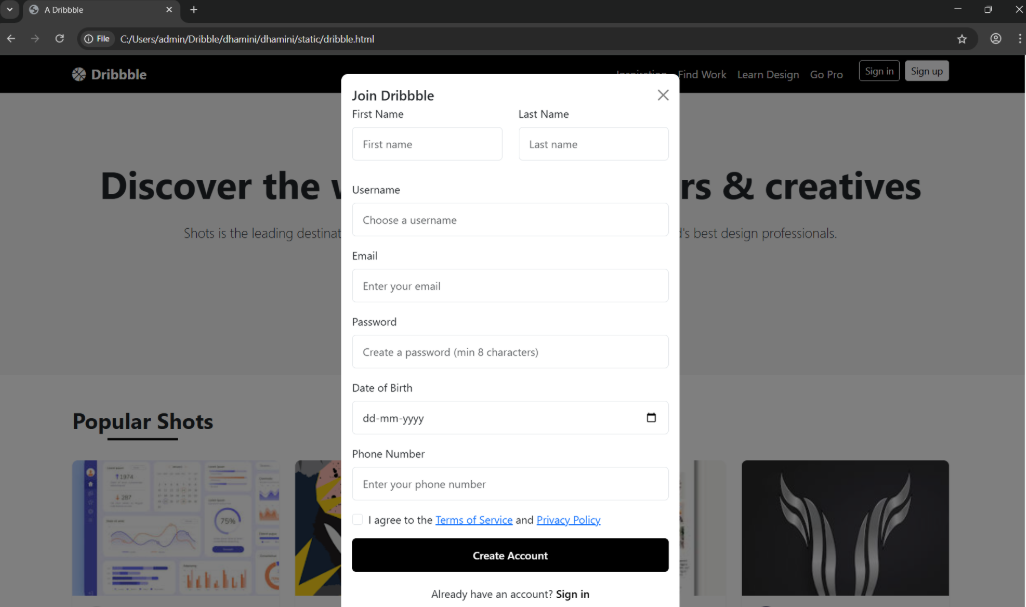 A Dribbble
File C:/Users/admin/Dribble/dhamini/dhamini/static/dribble.html
Dribbble
Inspiration Find Work Learn Design Go Pro Sign in Sign up
Join Dribbble
First Name Last Name
First name Last name
Discover the rs & creatives
Username
Choose a username
Shots is the leading destinat 's best design professionals.
Email
Enter your email
Password
Create a password (min 8 characters)
Date of Birth
dd-mm-yyyy
Popular Shots
Phone Number
Enter your phone number
I agree to the Terms of Service and Privacy Policy
Create Account
Already have an account? Sign in
75%